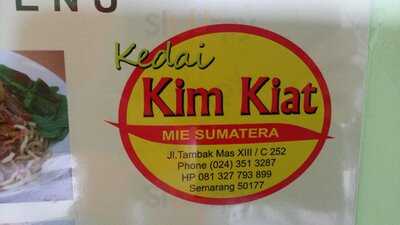 ENU
Kedai
Kim Kiat
MIE SUMATERA
Jl.Tambak Mas XIII / C 252
Phone (024) 351 3287
HP 081 327 793 899
Semarang 50177